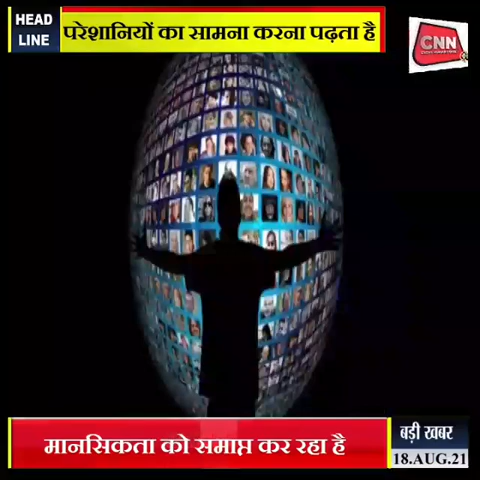 HEAD LINE
परेशानियों का सामना करना पढ़ता है
CNN
मानसिकता को समाप्त कर रहा है
बड़ी खबर
18.AUG.21